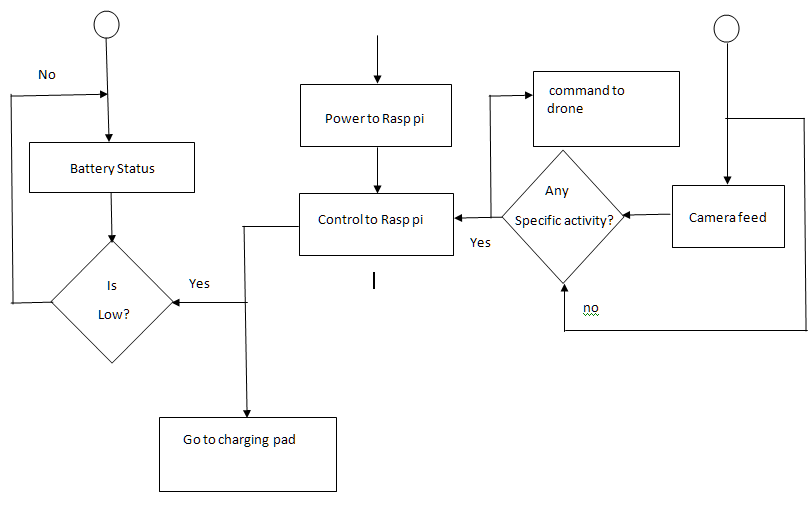 No
Battery Status
Is
Low?
Yes
Go to charging pad
Power to Rasp pi
Control to Rasp pi
command to
drone
Any
Specific activity?
Yes
no
Camera feed